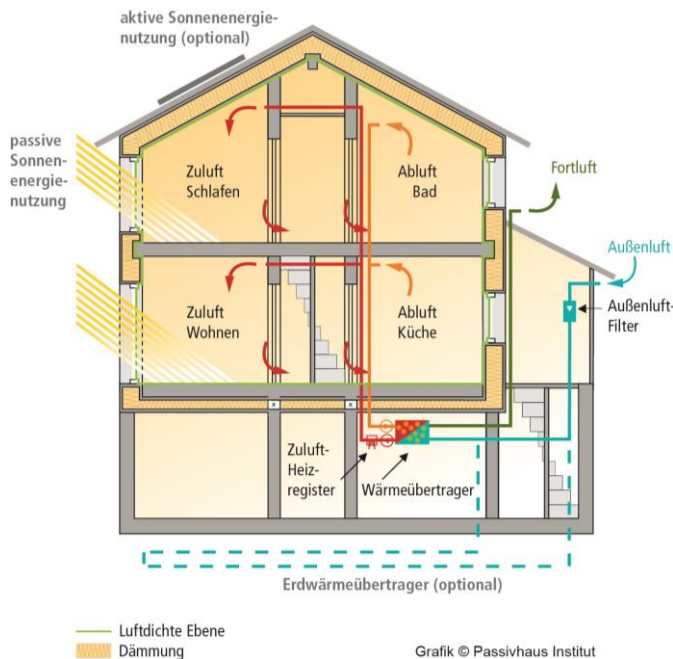 aktive Sonnenenergie-
nutzung (optional)
passive
Sonnen-
energie-
nutzung
Zuluft
Schlafen
Abluft
Bad
Fortluft
Außenluft
Außenluft-
Filter
Zuluft
Wohnen
Abluft
Küche
Zuluft-
Heiz-
register
Wärmeübertrager
Erdwärmeübertrager (optional)
Luftdichte Ebene
Dämmung
Grafik © Passivhaus Institut